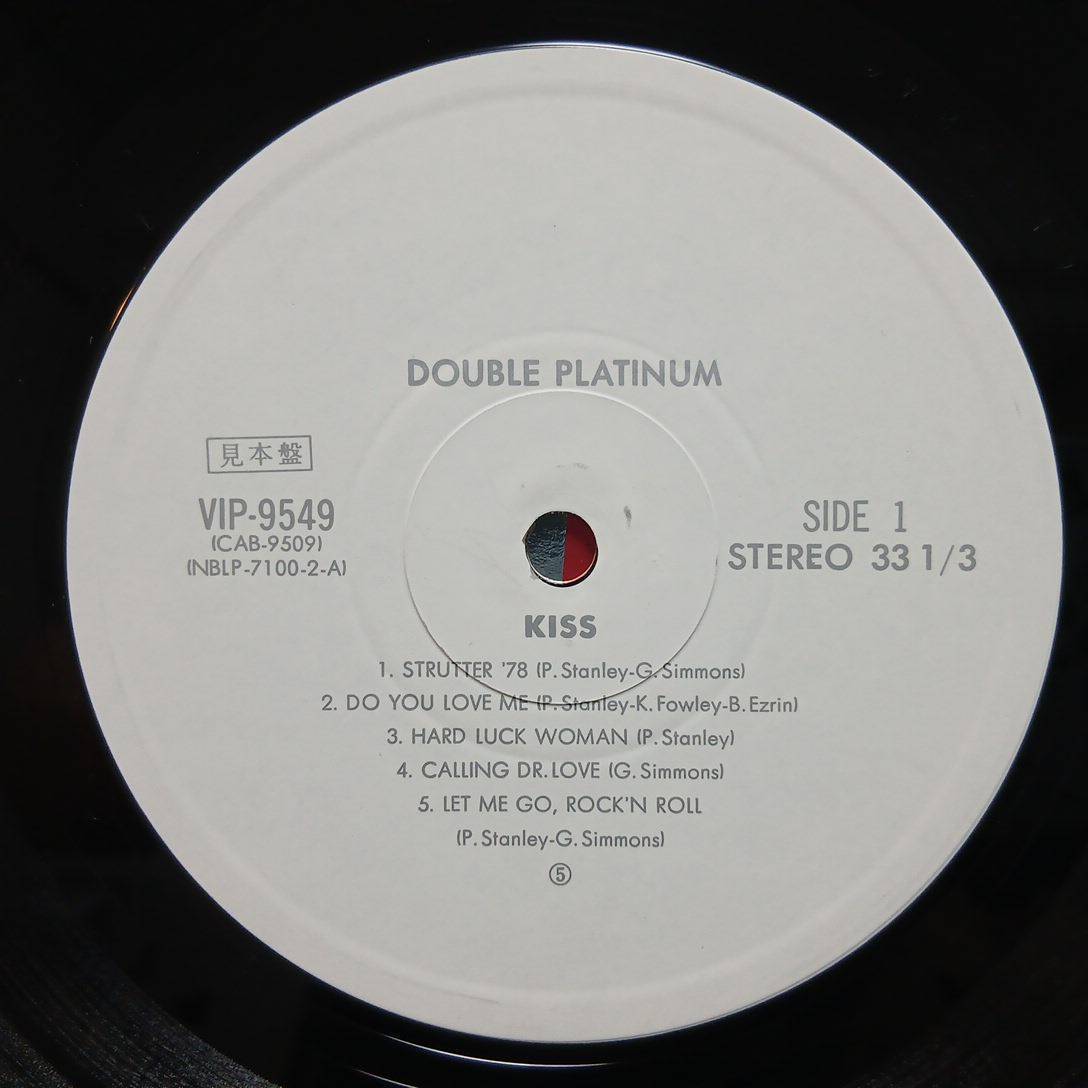 DOUBLE PLATINUM
見本盤
VIP-9549
(CAB-9509)
(NBLP-7100-2-A)
SIDE 1
STEREO 33 1/3
KISS
1. STRUTTER '78 (P. Stanley-G. Simmons)
2. DO YOU LOVE ME (P. Stanley-K. Fowley-B. Ezrin)
3. HARD LUCK WOMAN (P. Stanley)
4. CALLING DR. LOVE (G. Simmons)
5. LET ME GO, ROCK'N ROLL
(P. Stanley-G. Simmons)
⑤